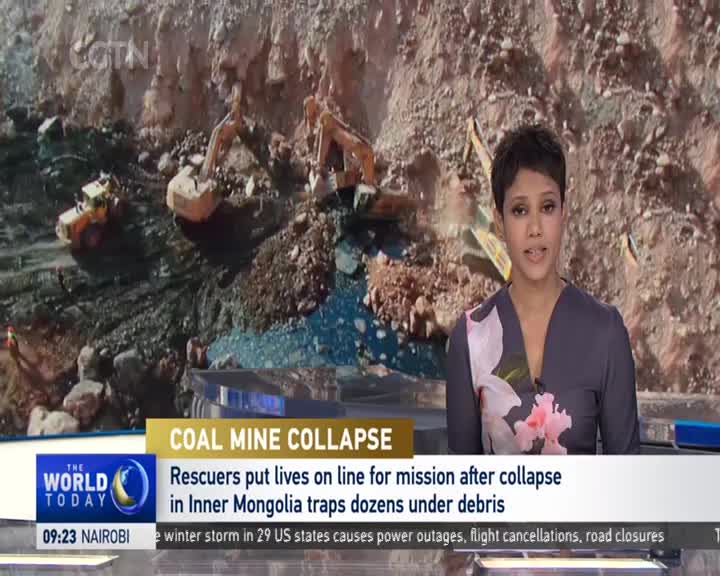 CGTN
COAL MINE COLLAPSE
Rescuers put lives on line for mission after collapse
in Inner Mongolia traps dozens under debris
THE
WORLD
TODAY
09:23 NAIROBI
e winter storm in 29 US states causes power outages, flight cancellations, road closures
T